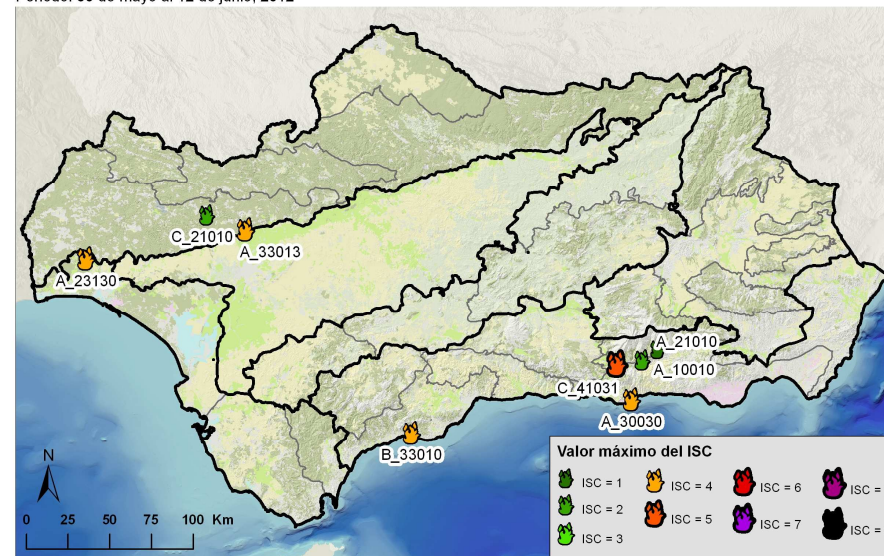 C_21010
A_33013
A_23130
A_21010
A_10010
C_41031
A_30030
B_33010
N
0 25 50 75 100 Km
Valor máximo del ISC
ISC = 1
ISC = 2
ISC = 3
ISC = 4
ISC = 5
ISC = 6
ISC = 7
ISC =
ISC =